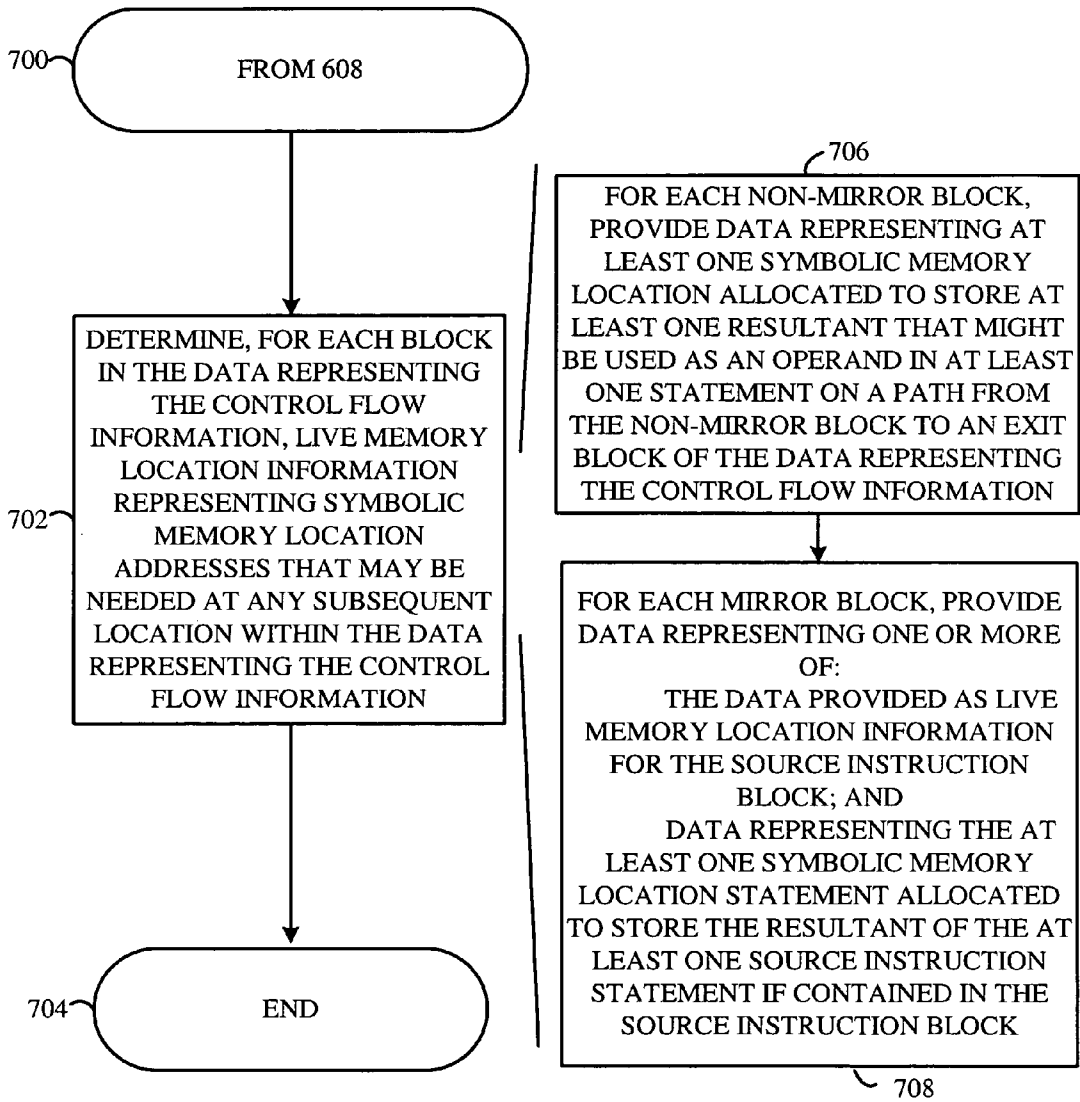 700
FROM 608
706
FOR EACH NON-MIRROR BLOCK,
PROVIDE DATA REPRESENTING AT
LEAST ONE SYMBOLIC MEMORY
LOCATION ALLOCATED TO STORE AT
LEAST ONE RESULTANT THAT MIGHT
BE USED AS AN OPERAND IN AT LEAST
ONE STATEMENT ON A PATH FROM
THE NON-MIRROR BLOCK TO AN EXIT
BLOCK OF THE DATA REPRESENTING
THE CONTROL FLOW INFORMATION
702
DETERMINE, FOR EACH BLOCK
IN THE DATA REPRESENTING
THE CONTROL FLOW
INFORMATION, LIVE MEMORY
LOCATION INFORMATION
REPRESENTING SYMBOLIC
MEMORY LOCATION
ADDRESSES THAT MAY BE
NEEDED AT ANY SUBSEQUENT
LOCATION WITHIN THE DATA
REPRESENTING THE CONTROL
FLOW INFORMATION
FOR EACH MIRROR BLOCK, PROVIDE
DATA REPRESENTING ONE OR MORE
OF:
THE DATA PROVIDED AS LIVE
MEMORY LOCATION INFORMATION
FOR THE SOURCE INSTRUCTION
BLOCK; AND
DATA REPRESENTING THE AT
LEAST ONE SYMBOLIC MEMORY
LOCATION STATEMENT ALLOCATED
TO STORE THE RESULTANT OF THE AT
LEAST ONE SOURCE INSTRUCTION
STATEMENT IF CONTAINED IN THE
SOURCE INSTRUCTION BLOCK
704
END
708